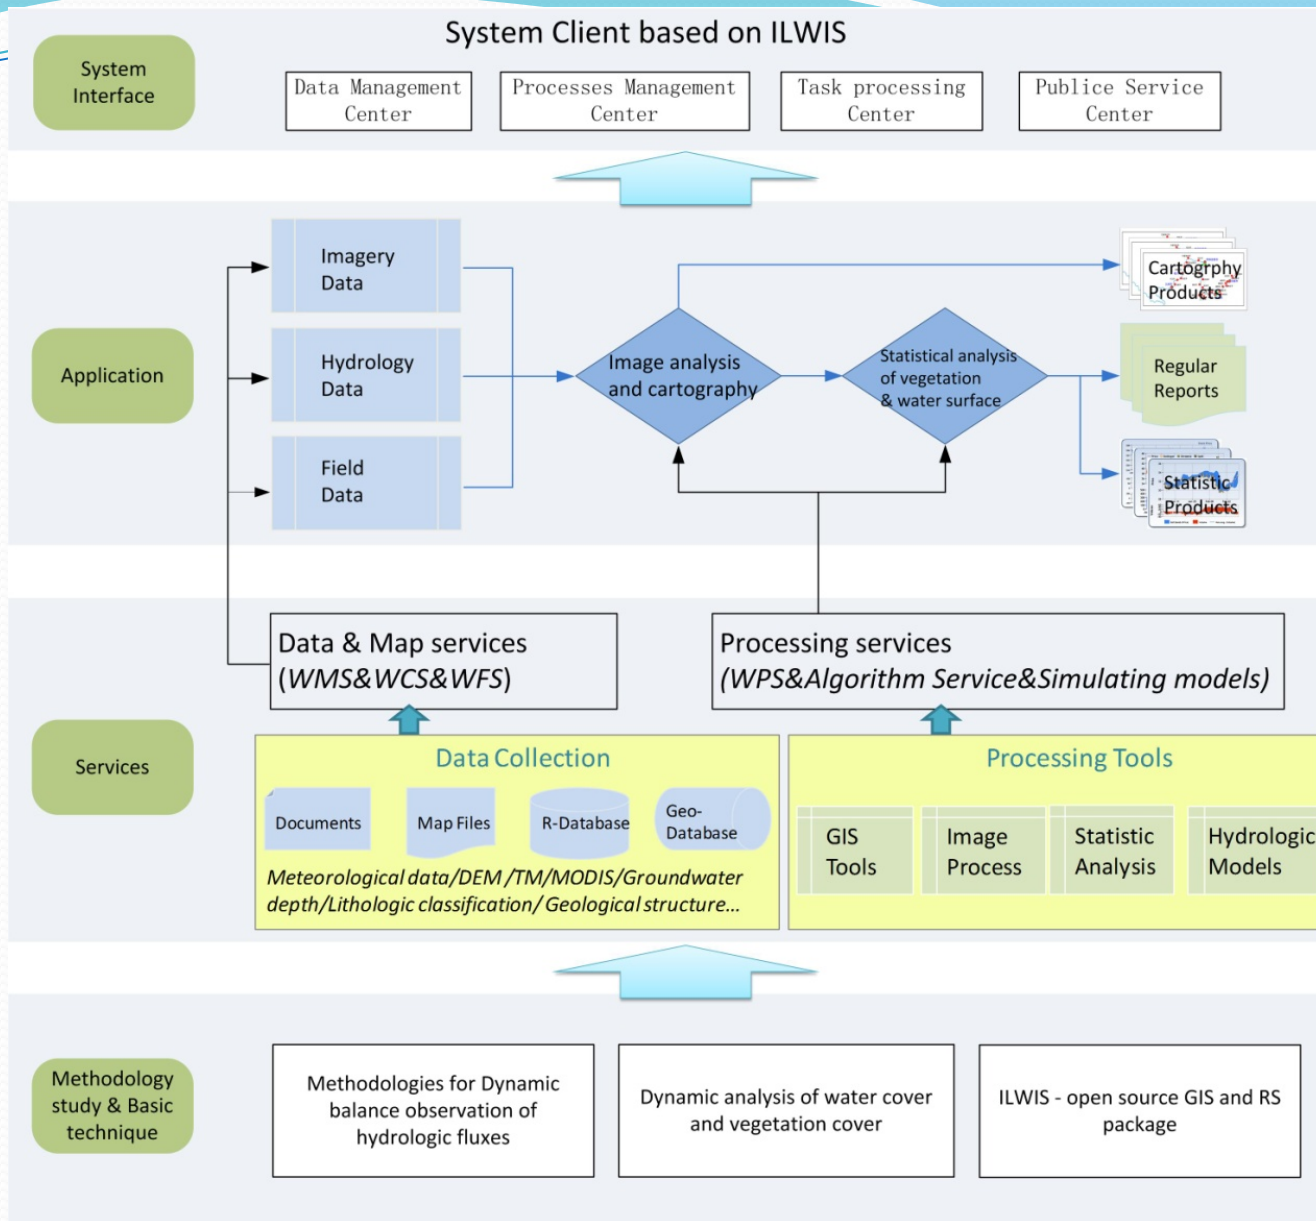 System Client based on ILWIS
System
Interface
Data Management
Center
Processes Management
Center
Task processing
Center
Publice Service
Center
Application
Imagery
Data
Hydrology
Data
Field
Data
Image analysis
and cartography
Statistical analysis
of vegetation
& water surface
Cartogrphy
Products
Regular
Reports
Statistic
Products
Services
Data & Map services
(WMS&WCS&WFS)
Processing services
(WPS&Algorithm Service&Simulating models)
Data Collection
Documents
Map Files
R-Database
Geo-
Database
Meteorological data/DEM /TM/MODIS/Groundwater
depth/Lithologic classification/ Geological structure...
Processing Tools
GIS
Tools
Image
Process
Statistic
Analysis
Hydrologic
Models
Methodology
study & Basic
technique
Methodologies for Dynamic
balance observation of
hydrologic fluxes
Dynamic analysis of water cover
and vegetation cover
ILWIS - open source GIS and RS
package